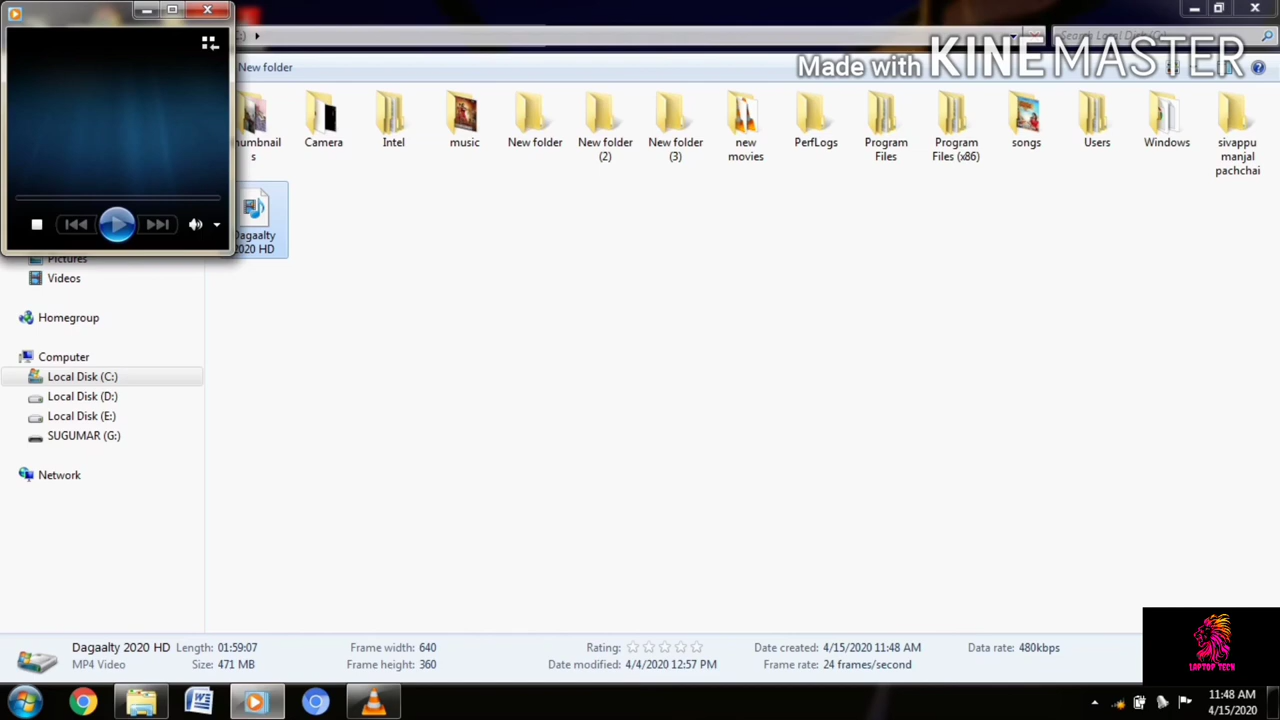 Search Local Disk (C:)
Made with KINEMASTER
New folder
humbnail
s
Camera
Intel
music
New folder
New folder
(2)
New folder
(3)
new
movies
PerfLogs
Program
Files
Program
Files (x86)
songs
Users
Windows
sivappu
manjal
pachchai
Dagaalty
2020 HD
Pictures
Videos
Homegroup
Computer
Local Disk (C:)
Local Disk (D:)
Local Disk (E:)
SUGUMAR (G:)
Network
Dagaalty 2020 HD Length: 01:59:07 Frame width: 640 Rating: Date created: 4/15/2020 11:48 AM Data rate: 480kbps
MP4 Video Size: 471 MB Frame height: 360 Date modified: 4/4/2020 12:57 PM Frame rate: 24 frames/second
LAPTOP TECH
11:48 AM
4/15/2020